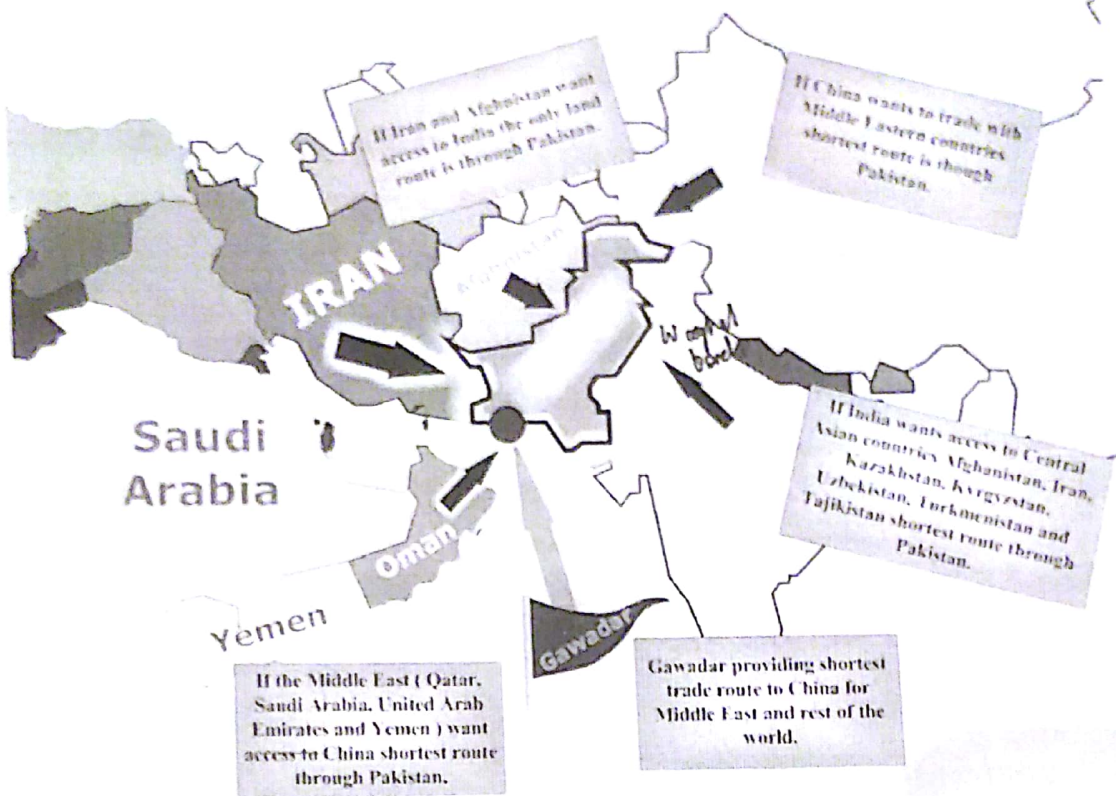 If Iran and Afghnistan want
access to India the only land
route is through Pakistan.
If China wants to trade with
Middle Eastern countries
shortest route is though
Pakistan.
Afghanistan
IRAN
Saudi
Arabia
Oman
Yemen
Gawadar
If India wants access to Central
Asian countries Afghanistan, Iran,
Kazakhstan, Kyrgyzstan,
Uzbekistan, Turkmenistan and
Tajikistan shortest route through
Pakistan.
If the Middle East ( Qatar,
Saudi Arabia, United Arab
Emirates and Yemen ) want
access to China shortest route
through Pakistan.
Gawadar providing shortest
trade route to China for
Middle East and rest of the
world.